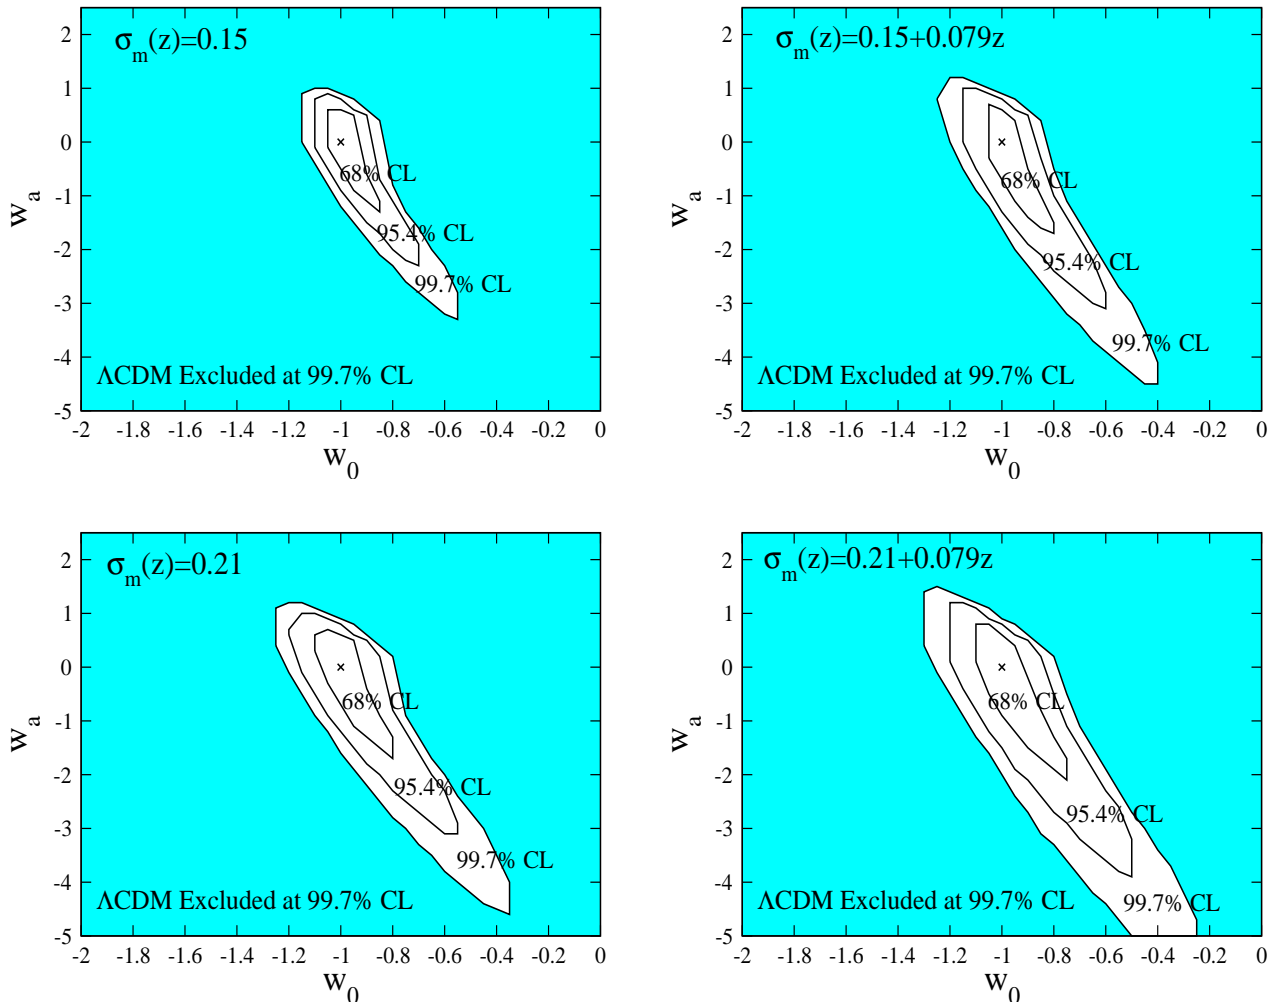 σm(z)=0.15
2
1
0
-1
-2
-3
-4
-5
wa
68% CL
95.4% CL
99.7% CL
ΛCDM Excluded at 99.7% CL
-2 -1.8 -1.6 -1.4 -1.2 -1 -0.8 -0.6 -0.4 -0.2 0
w0
σm(z)=0.15+0.079z
2
1
0
-1
-2
-3
-4
-5
wa
68% CL
95.4% CL
99.7% CL
ΛCDM Excluded at 99.7% CL
-2 -1.8 -1.6 -1.4 -1.2 -1 -0.8 -0.6 -0.4 -0.2 0
w0
σm(z)=0.21
2
1
0
-1
-2
-3
-4
-5
wa
68% CL
95.4% CL
99.7% CL
ΛCDM Excluded at 99.7% CL
-2 -1.8 -1.6 -1.4 -1.2 -1 -0.8 -0.6 -0.4 -0.2 0
w0
σm(z)=0.21+0.079z
2
1
0
-1
-2
-3
-4
-5
wa
68% CL
95.4% CL
99.7% CL
ΛCDM Excluded at 99.7% CL
-2 -1.8 -1.6 -1.4 -1.2 -1 -0.8 -0.6 -0.4 -0.2 0
w0